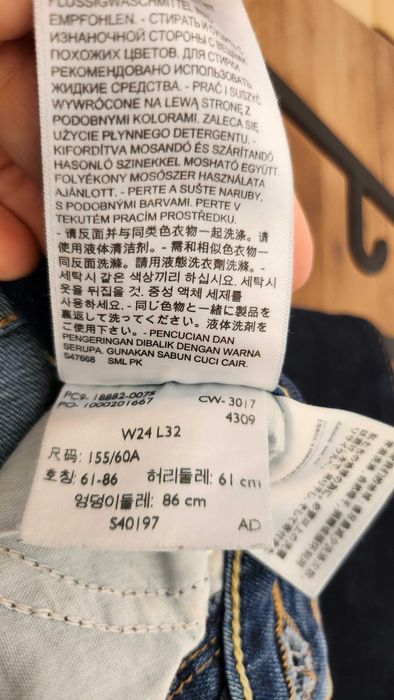 FLÜSSIGWASCHMITTEL WIRD
EMPFOHLEN. - СТИРАТЬ И СУШИТЬ
ИЗНАНОЧНОЙ СТОРОНЫ С ВЕЩАМИ
ПОХОЖИХ ЦВЕТОВ. ДЛЯ СТИРКИ
РЕКОМЕНДОВАНО ИСПОЛЬЗОВАТЬ
ЖИДКИЕ СРЕДСТВА. - PRAĆ I SUSZYĆ
WYWRÓCONE NA LEWĄ STRONĘ Z
PODOBNYMI KOLORAMI. ZALECA SIĘ
UŻYCIE PŁYNNEGO DETERGENTU. -
KIFORDÍTVA MOSANDÓ ÉS SZÁRÍTANDÓ
HASONLÓ SZINEKKEL MOSHATÓ EGYÜTT.
FOLYÉKONY MOSÓSZER HASZNÁLATA
AJÁNLOTT. - PERTE A SUŠTE NARUBY,
S PODOBNÝMI BARVAMI. PERTE V
TEKUTÉM PRACÍM PROSTŘEDKU.
- 请反面并与同类色衣物一起洗涤。请
使用液体清洁剂。- 需和相似色衣物一
同反面洗滌。請用液態洗衣劑洗滌。-
세탁시 같은 색상끼리 하십시요. 세탁시
옷을 뒤집을 것. 중성 액체 세제를
사용하세요. - 同じ色物と一緒に製品を
裏返して洗ってください。液体洗剤をご
使用下さい。- PENCUCIAN DAN
PENGERINGAN DIBALIK DENGAN WARNA
SERUPA. GUNAKAN SABUN CUCI CAIR.
S47668 SML PK
PC9- 18882-0075
PO- 1000201667
CW- 3017
4309
W24 L32
尺码: 155/60A
호칭: 61-86 허리둘레: 61 cm
엉덩이둘레: 86 cm
S40197 AD